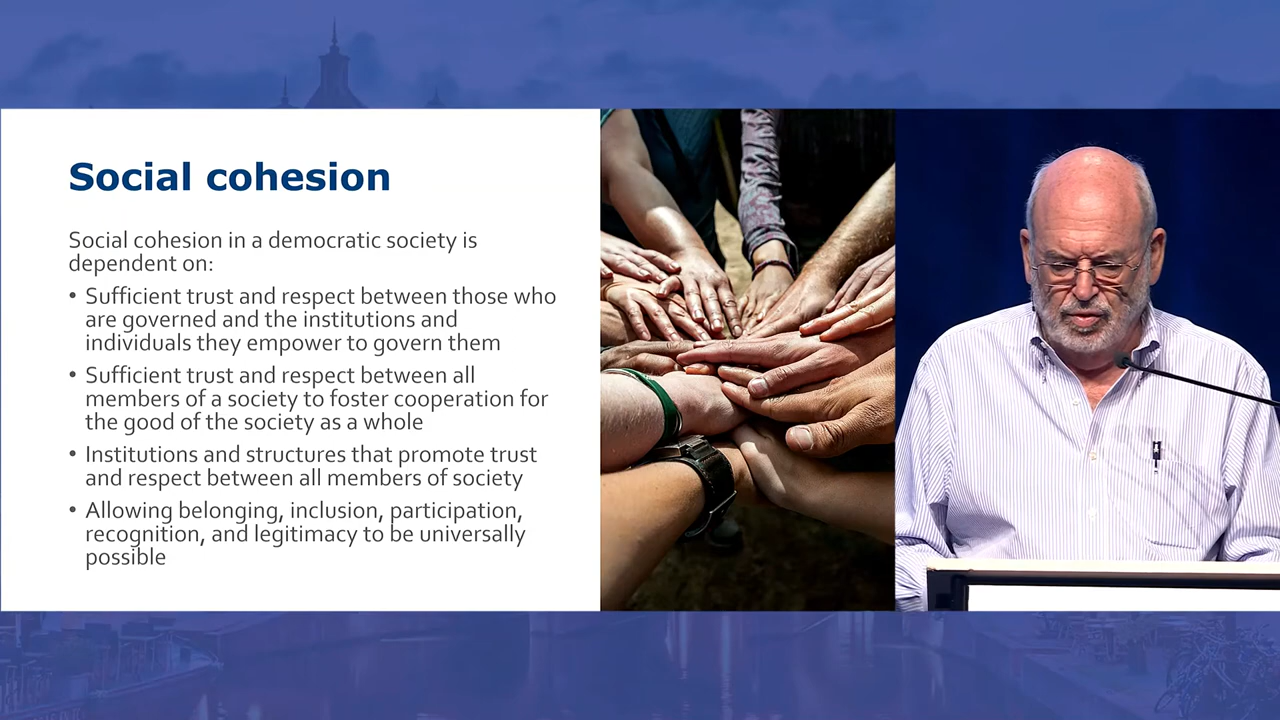 Social cohesion
Social cohesion in a democratic society is
dependent on:
• Sufficient trust and respect between those who
are governed and the institutions and
individuals they empower to govern them
• Sufficient trust and respect between all
members of a society to foster cooperation for
the good of the society as a whole
• Institutions and structures that promote trust
and respect between all members of society
• Allowing belonging, inclusion, participation,
recognition, and legitimacy to be universally
possible